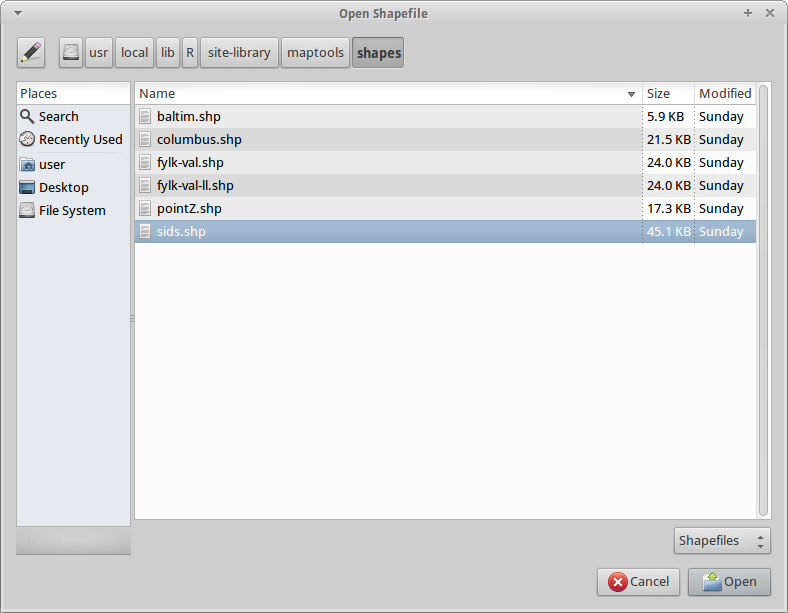 Open Shapefile
usr local lib R site-library maptools shapes
Places
Search
Recently Used
user
Desktop
File System
Name Size Modified
baltim.shp 5.9 KB Sunday
columbus.shp 21.5 KB Sunday
fylk-val.shp 24.0 KB Sunday
fylk-val-ll.shp 24.0 KB Sunday
pointZ.shp 17.3 KB Sunday
sids.shp 45.1 KB Sunday
Shapefiles
Cancel Open